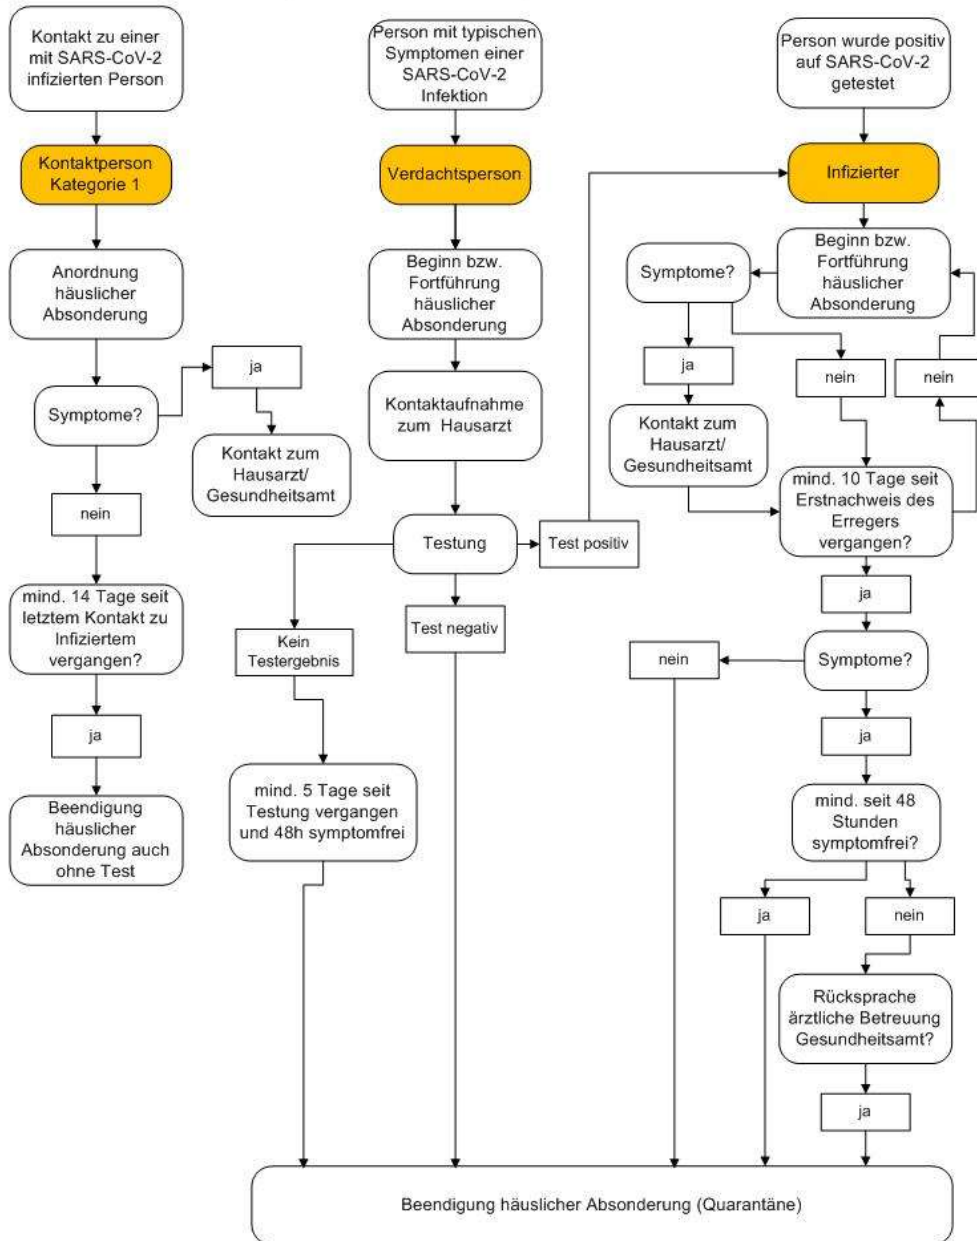 Kontakt zu einer
mit SARS-CoV-2
infizierten Person
Kontaktperson
Kategorie 1
Anordnung
häuslicher
Absonderung
Symptome?
ja
Kontakt zum
Hausarzt/
Gesundheitsamt
nein
mind. 14 Tage seit
letztem Kontakt zu
Infiziertem
vergangen?
ja
Beendigung
häuslicher
Absonderung auch
ohne Test
Person mit typischen
Symptomen einer
SARS-CoV-2
Infektion
Verdachtsperson
Beginn bzw.
Fortführung
häuslicher
Absonderung
Kontaktaufnahme
zum Hausarzt
Testung
Test positiv
Test negativ
Kein
Testergebnis
mind. 5 Tage seit
Testung vergangen
und 48h symptomfrei
Person wurde positiv
auf SARS-CoV-2
getestet
Infizierter
Beginn bzw.
Fortführung
häuslicher
Absonderung
Symptome?
ja
nein
nein
Kontakt zum
Hausarzt/
Gesundheitsamt
mind. 10 Tage seit
Erstnachweis des
Erregers
vergangen?
ja
Symptome?
nein
ja
mind. seit 48
Stunden
symptomfrei?
ja
nein
Rücksprache
ärztliche Betreuung
Gesundheitsamt?
ja
Beendigung häuslicher Absonderung (Quarantäne)